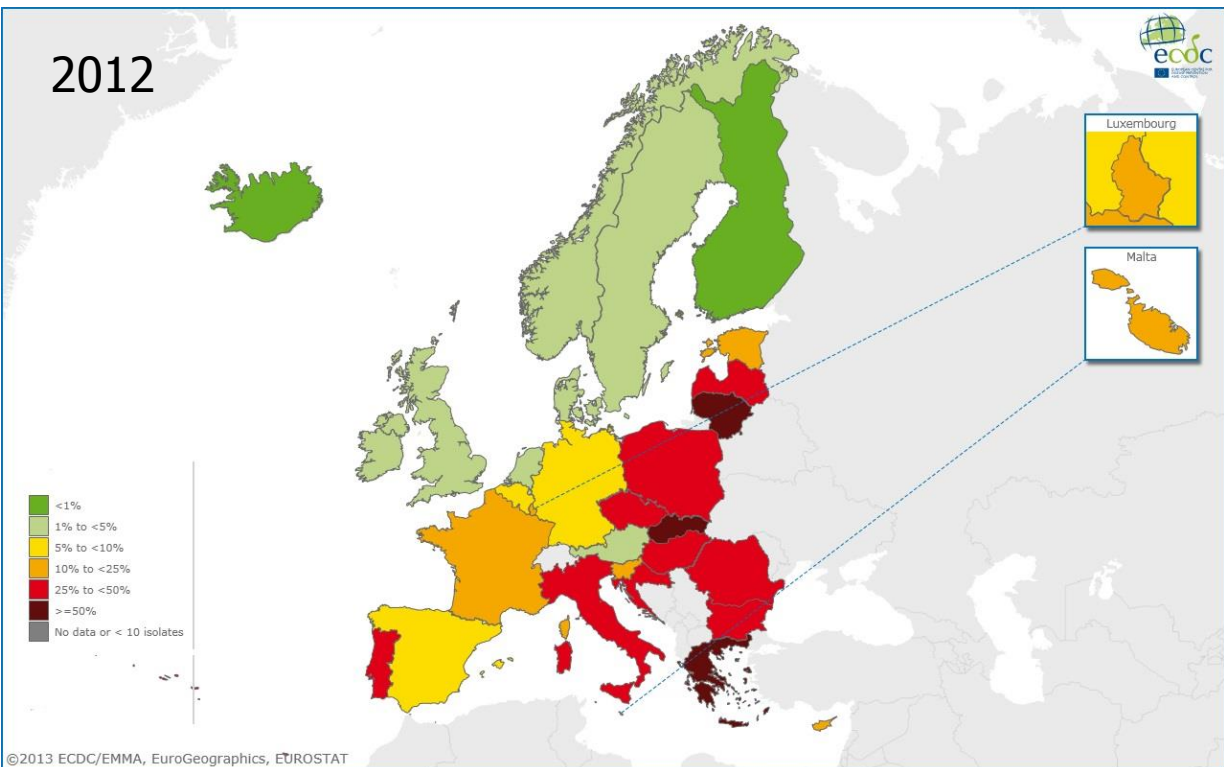 2012
ecdc
Luxembourg
Malta
<1%
1% to <5%
5% to <10%
10% to <25%
25% to <50%
>=50%
No data or < 10 isolates
©2013 ECDC/EMMA, EuroGeographics, EUROSTAT